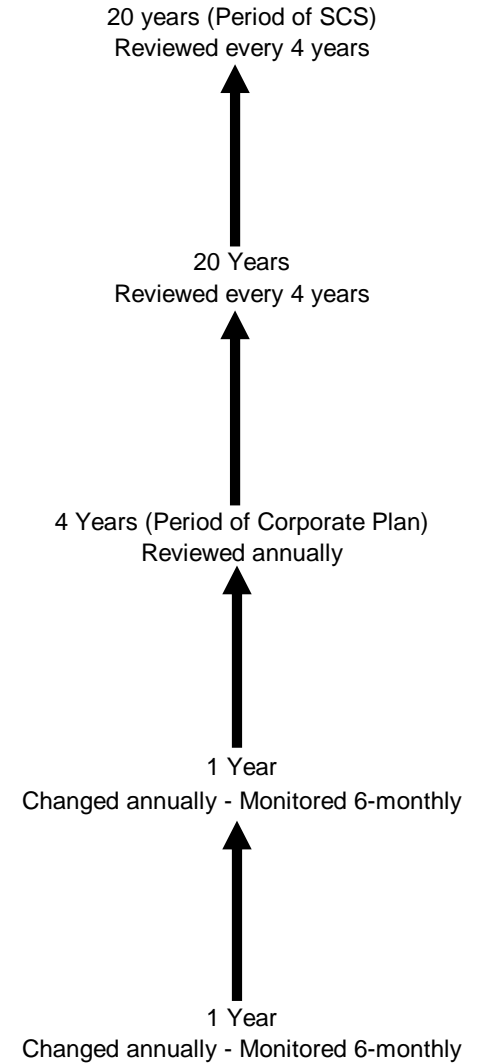 20 years (Period of SCS)
Reviewed every 4 years
20 Years
Reviewed every 4 years
4 Years (Period of Corporate Plan)
Reviewed annually
1 Year
Changed annually - Monitored 6-monthly
1 Year
Changed annually - Monitored 6-monthly